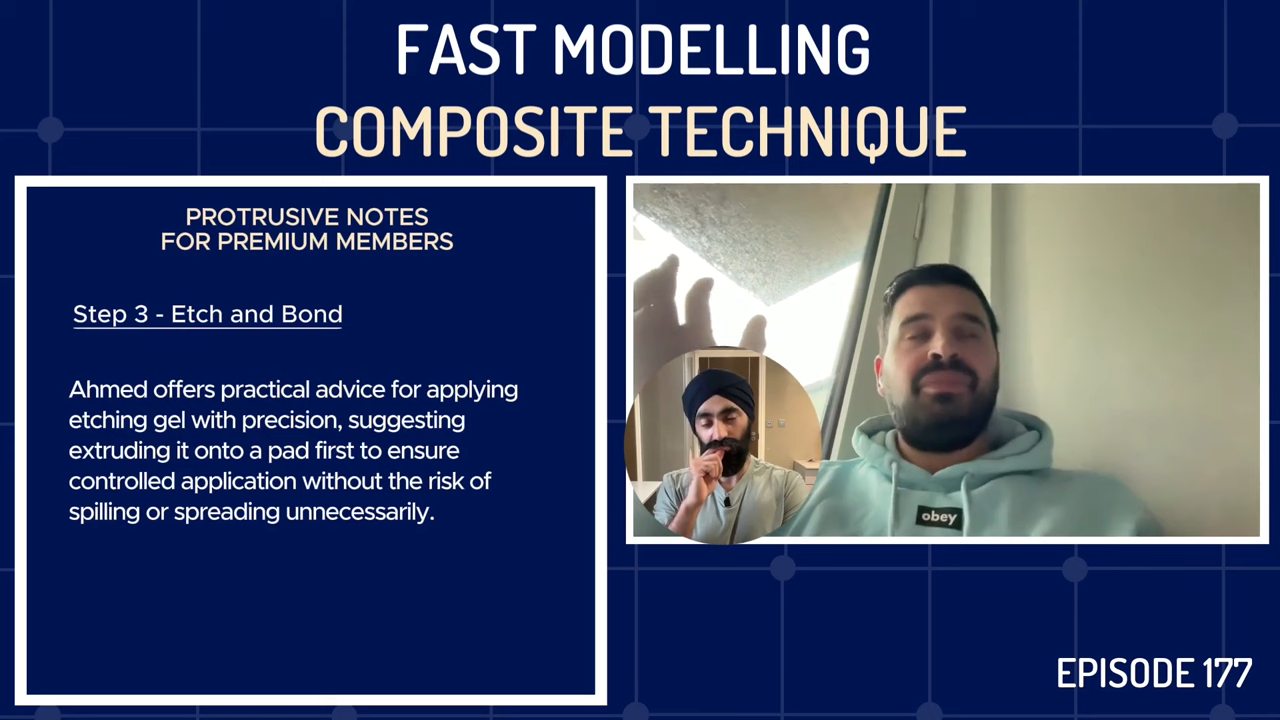 FAST MODELLING
COMPOSITE TECHNIQUE
PROTRUSIVE NOTES
FOR PREMIUM MEMBERS
Step 3 - Etch and Bond
Ahmed offers practical advice for applying
etching gel with precision, suggesting
extruding it onto a pad first to ensure
controlled application without the risk of
spilling or spreading unnecessarily.
obey
EPISODE 177